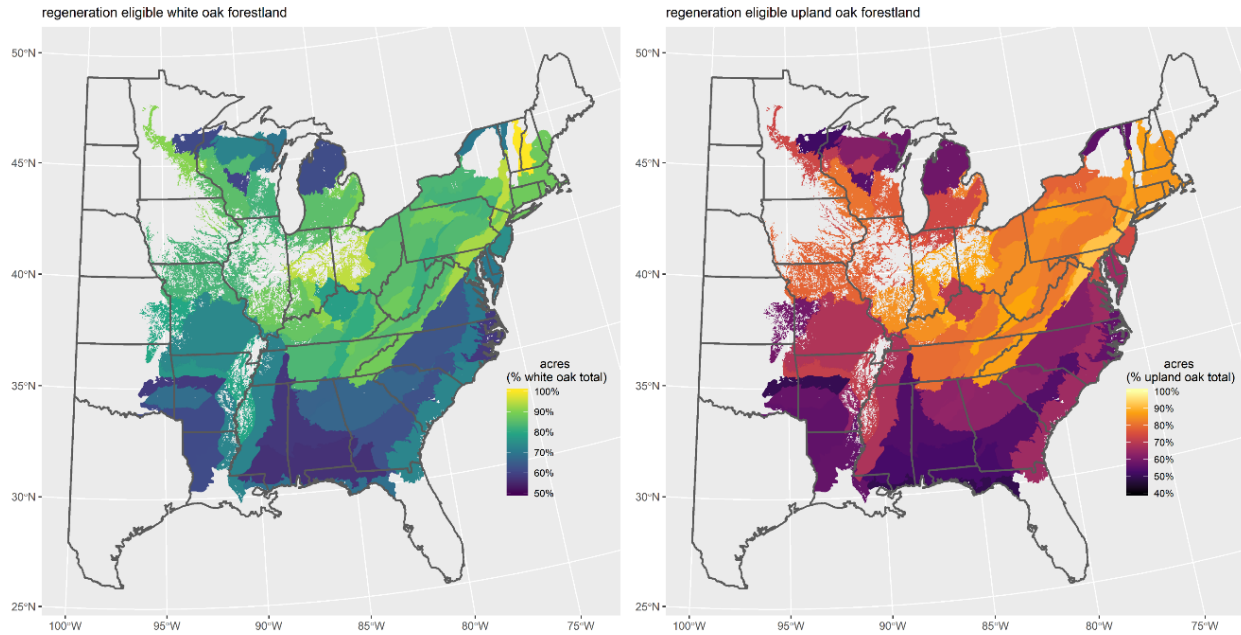 regeneration eligible white oak forestland
50°N
45°N
40°N
35°N
30°N
25°N
100°W
95°W
90°W
85°W
80°W
75°W
acres
(% white oak total)
100%
90%
80%
70%
60%
50%
regeneration eligible upland oak forestland
50°N
45°N
40°N
35°N
30°N
25°N
100°W
95°W
90°W
85°W
80°W
75°W
acres
(% upland oak total)
100%
90%
80%
70%
60%
50%
40%